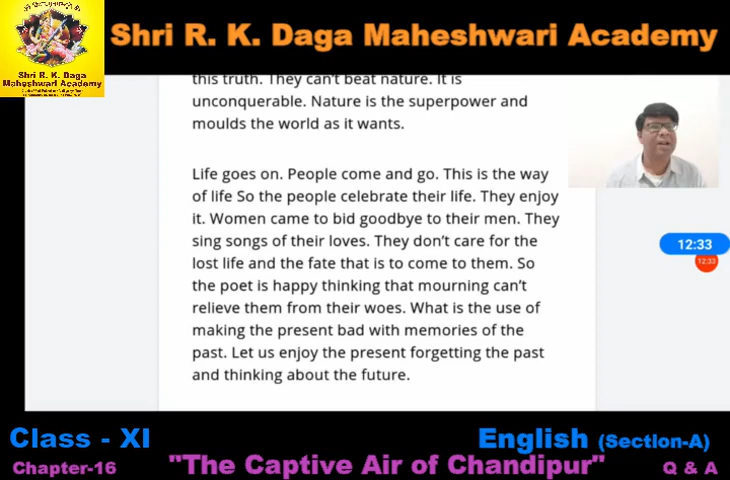 Shri R. K. Daga Maheshwari Academy
Shri R. K. Daga
Maheshwari Academy
this truth. They can't beat nature. It is
unconquerable. Nature is the superpower and
moulds the world as it wants.
Life goes on. People come and go. This is the way
of life So the people celebrate their life. They enjoy
it. Women came to bid goodbye to their men. They
sing songs of their loves. They don't care for the
lost life and the fate that is to come to them. So
the poet is happy thinking that mourning can't
relieve them from their woes. What is the use of
making the present bad with memories of the
past. Let us enjoy the present forgetting the past
and thinking about the future.
12:33
12:33
Class - XI
English (Section-A)
Chapter-16
"The Captive Air of Chandipur"
Q & A